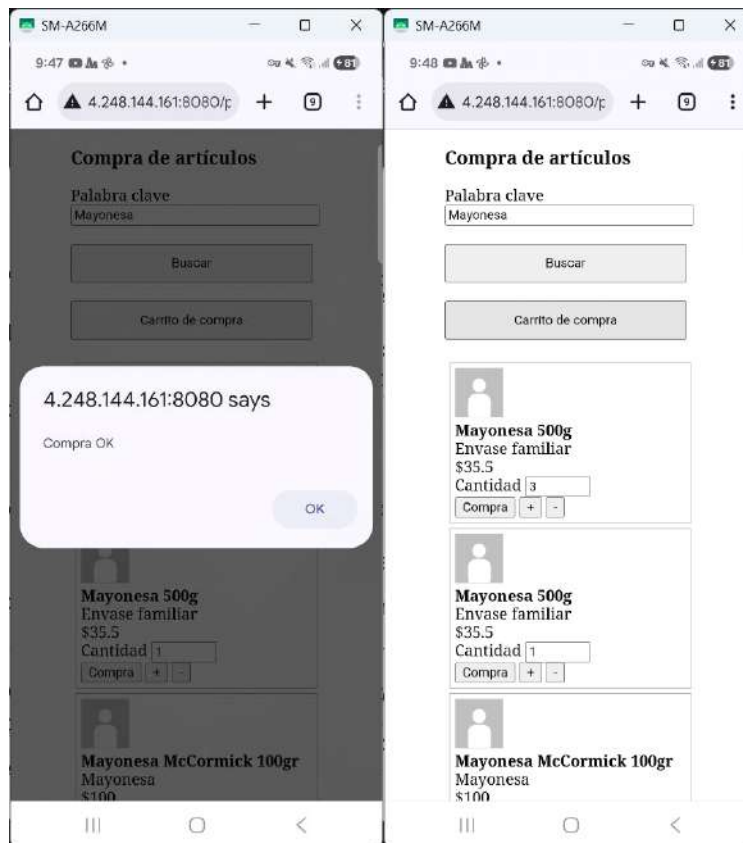 SM-A266M
9:47
81
4.248.144.161:8080/p
9
Compra de artículos
Palabra clave
Mayonesa
Buscar
Carrito de compra
4.248.144.161:8080 says
Compra OK
OK
Mayonesa 500g
Envase familiar
$35.5
Cantidad 1
Compra + -
Mayonesa McCormick 100gr
Mayonesa
$100
SM-A266M
9:48
81
4.248.144.161:8080/p
9
Compra de artículos
Palabra clave
Mayonesa
Buscar
Carrito de compra
Mayonesa 500g
Envase familiar
$35.5
Cantidad 3
Compra + -
Mayonesa 500g
Envase familiar
$35.5
Cantidad 1
Compra + -
Mayonesa McCormick 100gr
Mayonesa
$100